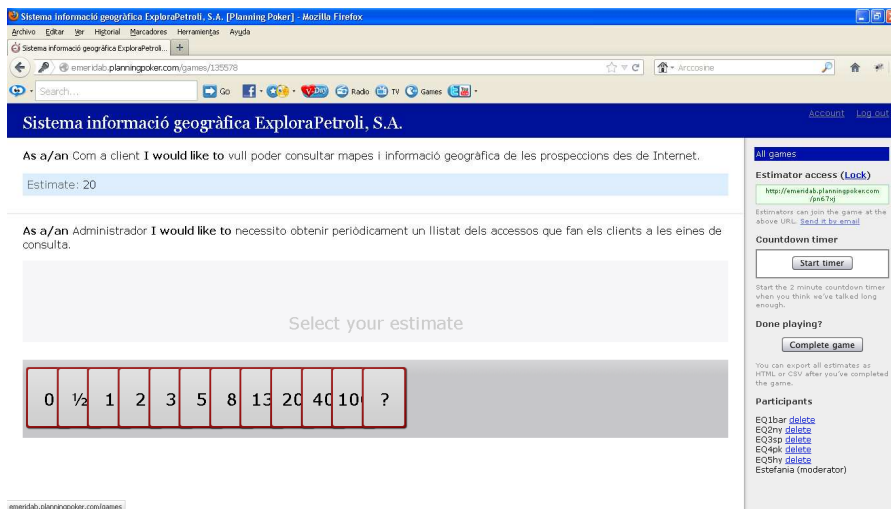 Sistema informació geogràfica ExploraPetroli, S.A. [Planning Poker] - Mozilla Firefox
Archivo Editar Ver Historial Marcadores Herramientas Ayuda
Sistema informació geogràfica ExploraPetroli... +
emeridab.planningpoker.com/games/135578
Arccosine
Search...
Go
Radio
TV
Games
Account Log out
Sistema informació geogràfica ExploraPetroli, S.A.
As a/an Com a client I would like to vull poder consultar mapes i informació geogràfica de les prospeccions des de Internet.
Estimate: 20
As a/an Administrador I would like to necessito obtenir periòdicament un llistat dels accessos que fan els clients a les eines de
consulta.
Select your estimate
0 ½ 1 2 3 5 8 13 20 40 100 ?
All games
Estimator access (Lock)
http://emeridab.planningpoker.com
/pn67xj
Estimators can join the game at the
above URL. Send it by email
Countdown timer
Start timer
Start the 2 minute countdown timer
when you think we've talked long
enough.
Done playing?
Complete game
You can export all estimates as
HTML or CSV after you've completed
the game.
Participants
EQ1bar delete
EQ2ny delete
EQ3sp delete
EQ4pk delete
EQ5hy delete
Estefania (moderator)
emeridab.planningpoker.com/games